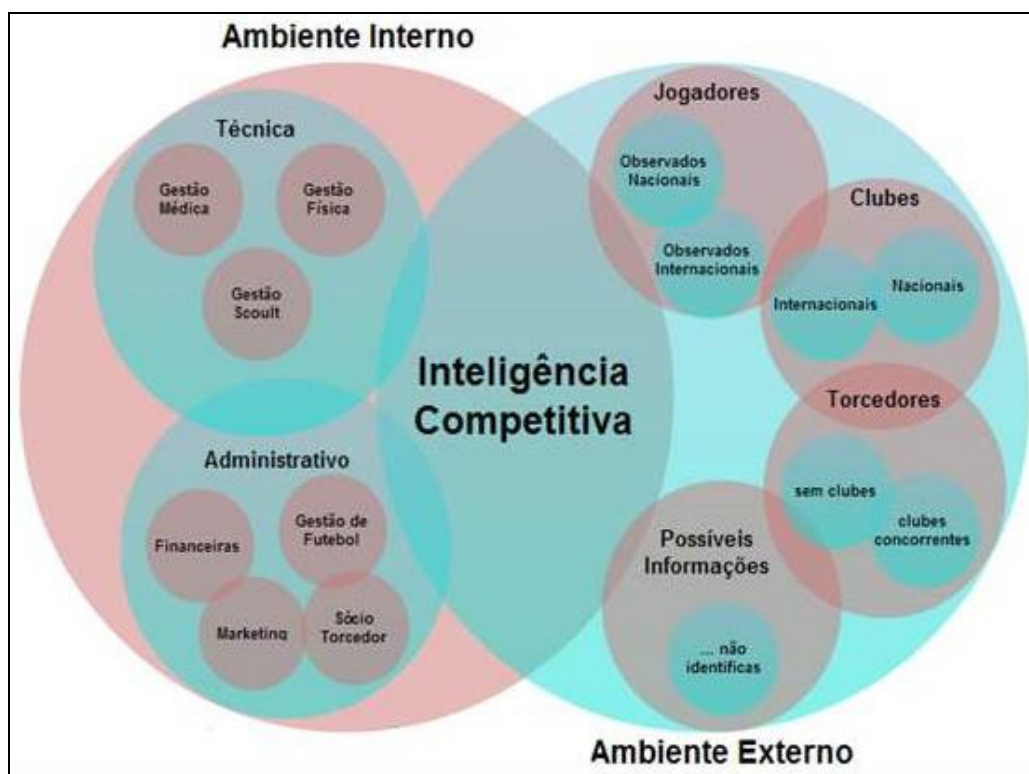 Ambiente Interno
Técnica
Gestão
Médica
Gestão
Física
Gestão
Scoult
Administrativo
Financeiras
Gestão de
Futebol
Marketing
Sócio
Torcedor
Inteligência
Competitiva
Jogadores
Observados
Nacionais
Observados
Internacionais
Clubes
Internacionais
Nacionais
Torcedores
sem clubes
clubes
concorrentes
Possíveis
Informações
... não
identificas
Ambiente Externo